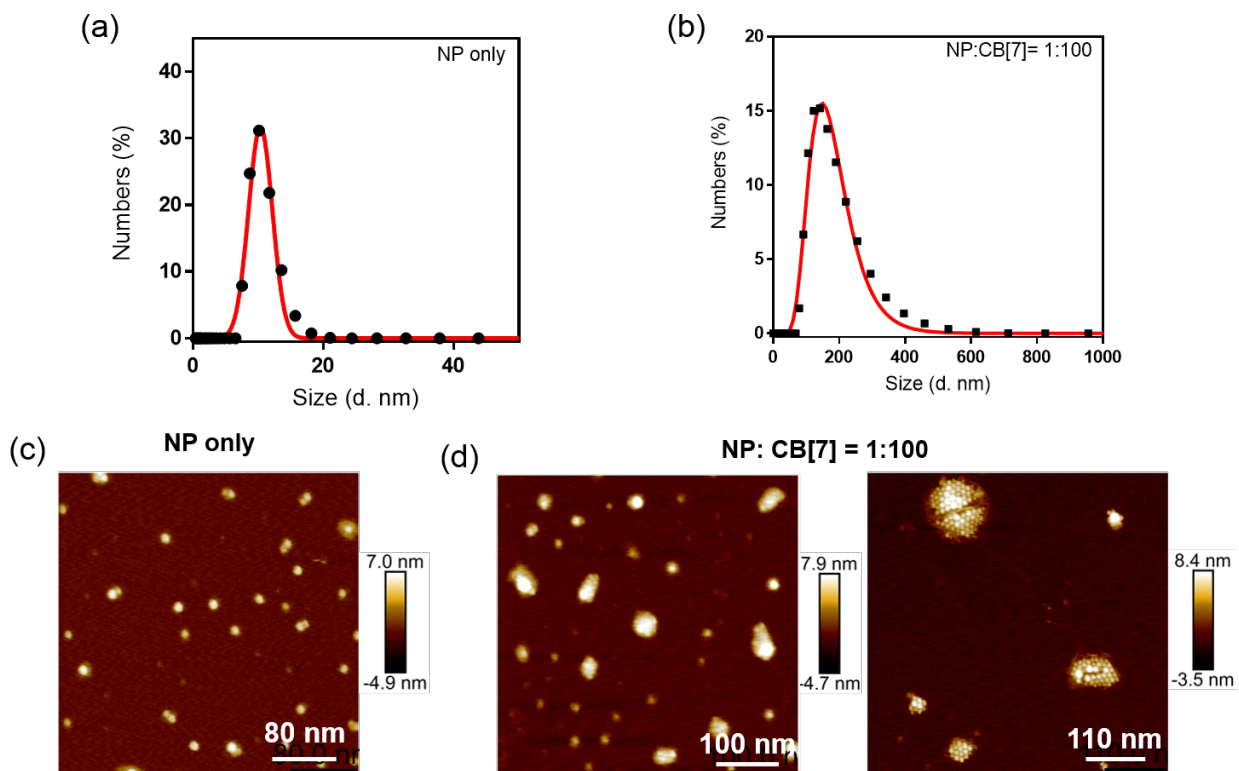 (a)
NP only
Numbers (%)
40
30
20
10
0
0
20
40
Size (d. nm)
(b)
NP:CB[7]= 1:100
Numbers (%)
20
15
10
5
0
0
200
400
600
800
1000
Size (d. nm)
(c)
NP only
7.0 nm
-4.9 nm
80 nm
80.0 nm
(d)
NP: CB[7] = 1:100
7.9 nm
-4.7 nm
100 nm
8.4 nm
-3.5 nm
110 nm